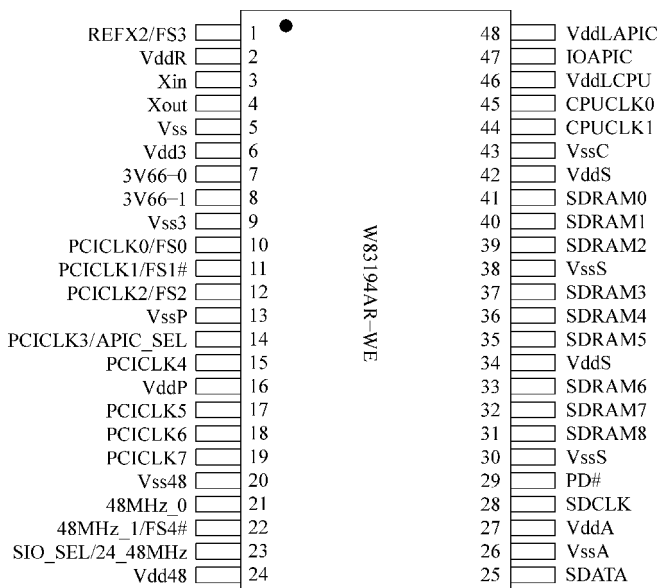 REFX2/FS3 1 48 VddLAPIC
VddR 2 47 IOAPIC
Xin 3 46 VddLCPU
Xout 4 45 CPUCLK0
Vss 5 44 CPUCLK1
Vdd3 6 43 VssC
3V66-0 7 42 VddS
3V66-1 8 41 SDRAM0
Vss3 9 40 SDRAM1
PCICLK0/FS0 10 39 SDRAM2
PCICLK1/FS1# 11 38 VssS
PCICLK2/FS2 12 37 SDRAM3
VssP 13 36 SDRAM4
PCICLK3/APIC_SEL 14 35 SDRAM5
PCICLK4 15 34 VddS
VddP 16 33 SDRAM6
PCICLK5 17 32 SDRAM7
PCICLK6 18 31 SDRAM8
PCICLK7 19 30 VssS
Vss48 20 29 PD#
48MHz_0 21 28 SDCLK
48MHz_1/FS4# 22 27 VddA
SIO_SEL/24_48MHz 23 26 VssA
Vdd48 24 25 SDATA
W83194AR-WE